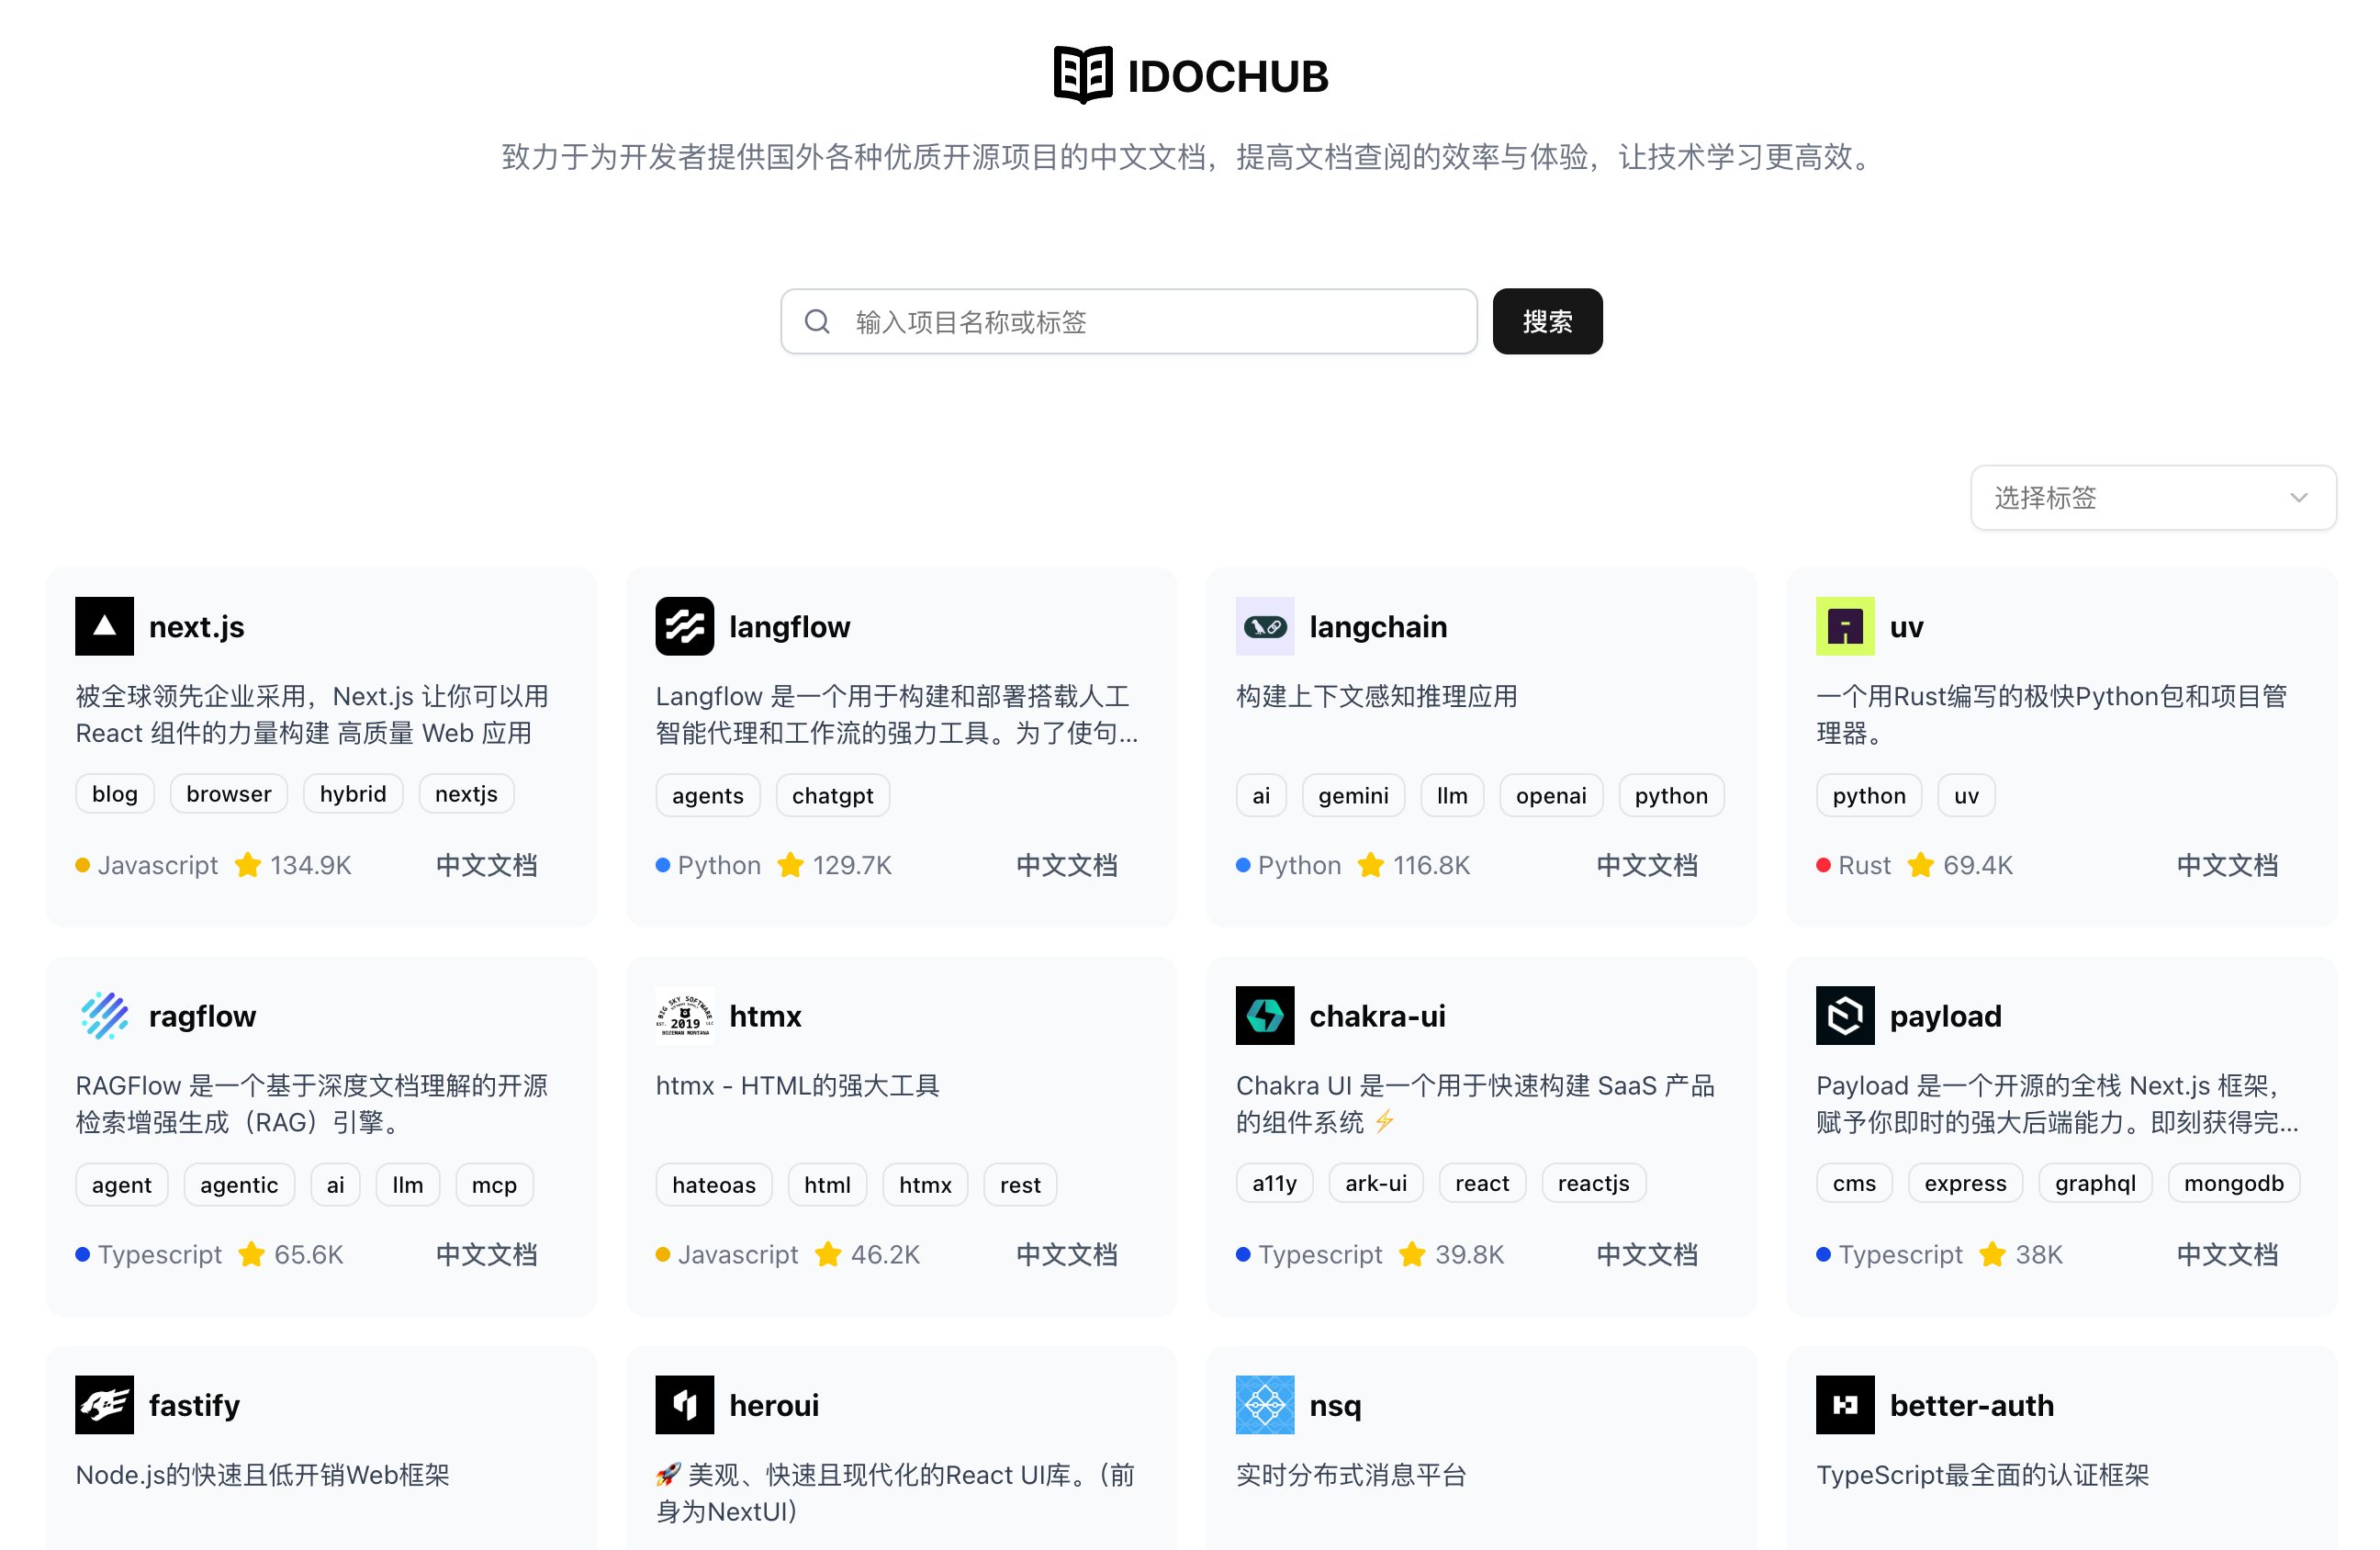 IDOCHUB
致力于为开发者提供国外各种优质开源项目的中文文档，提高文档查阅的效率与体验，让技术学习更高效。
输入项目名称或标签
搜索
选择标签
next.js
被全球领先企业采用，Next.js 让你可以用
React 组件的力量构建 高质量 Web 应用
blog browser hybrid nextjs
Javascript 134.9K 中文文档
langflow
Langflow 是一个用于构建和部署搭载人工
智能代理和工作流的强力工具。为了使句...
agents chatgpt
Python 129.7K 中文文档
langchain
构建上下文感知推理应用
ai gemini llm openai python
Python 116.8K 中文文档
uv
一个用Rust编写的极快Python包和项目管
理器。
python uv
Rust 69.4K 中文文档
ragflow
RAGFlow 是一个基于深度文档理解的开源
检索增强生成（RAG）引擎。
agent agentic ai llm mcp
Typescript 65.6K 中文文档
BIG SKY SOFTWARE
EST. 2019 LLC
BOZEMAN MONTANA
htmx
htmx - HTML的强大工具
hateoas html htmx rest
Javascript 46.2K 中文文档
chakra-ui
Chakra UI 是一个用于快速构建 SaaS 产品
的组件系统 ⚡
a11y ark-ui react reactjs
Typescript 39.8K 中文文档
payload
Payload 是一个开源的全栈 Next.js 框架，
赋予你即时的强大后端能力。即刻获得完...
cms express graphql mongodb
Typescript 38K 中文文档
fastify
Node.js的快速且低开销Web框架
heroui
🚀 美观、快速且现代化的React UI库。（前
身为NextUI）
nsq
实时分布式消息平台
better-auth
TypeScript最全面的认证框架